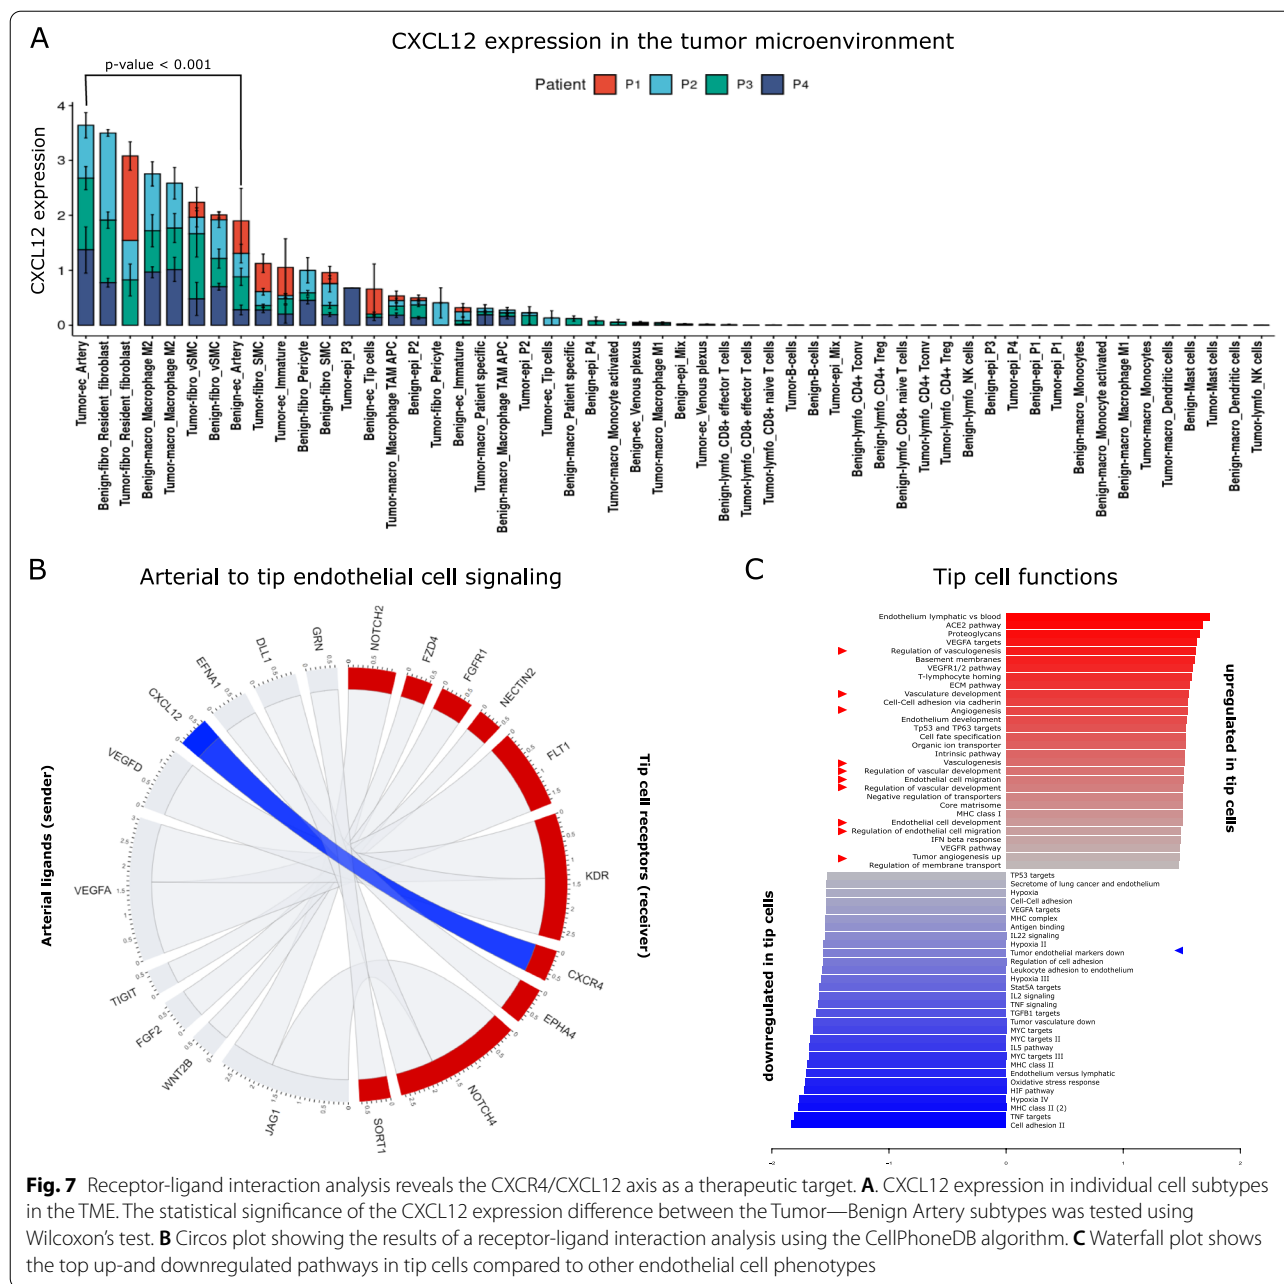 A
CXCL12 expression in the tumor microenvironment
p-value < 0.001
Patient P1 P2 P3 P4
CXCL12 expression
4
3
2
1
0
Tumor-ec_Artery
Benign-fibro_Resident_fibroblast
Tumor-fibro_Resident_fibroblast
Benign-macro_Macrophage M2
Tumor-macro_Macrophage M2
Tumor-fibro_vSMC
Benign-fibro_vSMC
Benign-ec_Artery
Tumor-fibro_SMC
Tumor-ec_Immature
Benign-fibro_Pericyte
Benign-fibro_SMC
Tumor-epi_P3
Benign-ec_Tip cells
Tumor-macro_Macrophage TAM APC
Benign-epi_P2
Tumor-fibro_Pericyte
Benign-ec_Immature
Tumor-macro_Patient specific
Benign-macro_Macrophage TAM APC
Tumor-epi_P2
Tumor-ec_Tip cells
Benign-macro_Patient specific
Benign-epi_P4
Tumor-macro_Monocyte activated
Benign-ec_Venous plexus
Tumor-macro_Macrophage M1
Benign-epi_Mix
Tumor-ec_Venous plexus
Benign-lymfo_CD8+ effector T cells
Tumor-lymfo_CD8+ effector T cells
Tumor-lymfo_CD8+ naive T cells
Tumor-B-cells
Benign-B-cells
Tumor-epi_Mix
Benign-lymfo_CD4+ Tconv
Benign-lymfo_CD4+ Treg
Benign-lymfo_CD8+ naive T cells
Tumor-lymfo_CD4+ Tconv
Tumor-lymfo_CD4+ Treg
Benign-lymfo_NK cells
Benign-epi_P3
Tumor-epi_P4
Benign-epi_P1
Tumor-epi_P1
Benign-macro_Monocytes
Benign-macro_Monocyte activated
Benign-macro_Macrophage M1
Tumor-macro_Monocytes
Tumor-macro_Dendritic cells
Benign-Mast cells
Tumor-Mast cells
Benign-macro_Dendritic cells
Tumor-lymfo_NK cells
B
Arterial to tip endothelial cell signaling
Arterial ligands (sender)
Tip cell receptors (receiver)
GRN
DLL1
EFNA1
CXCL12
VEGFD
VEGFA
TIGIT
FGF2
WNT2B
JAG1
NOTCH2
FZD4
FGFR1
NECTIN2
FLT1
KDR
CXCR4
EPHA4
NOTCH4
SORT1
C
Tip cell functions
upregulated in tip cells
downregulated in tip cells
Endothelium lymphatic vs blood
ACE2 pathway
Proteoglycans
VEGFA targets
Regulation of vasculogenesis
Basement membranes
VEGFR1/2 pathway
T-lymphocyte homing
ECM pathway
Vasculature development
Cell-Cell adhesion via cadherin
Angiogenesis
Endothelium development
Tp53 and TP63 targets
Cell fate specification
Organic ion transporter
Intrinsic pathway
Vasculogenesis
Regulation of vascular development
Endothelial cell migration
Regulation of vascular development
Negative regulation of transporters
Core matrisome
MHC class I
Endothelial cell development
Regulation of endothelial cell migration
IFN beta response
VEGFR pathway
Tumor angiogenesis up
Regulation of membrane transport
TP53 targets
Secretome of lung cancer and endothelium
Hypoxia
Cell-Cell adhesion
VEGFA targets
MHC complex
Antigen binding
IL22 signaling
Hypoxia II
Tumor endothelial markers down
Regulation of cell adhesion
Leukocyte adhesion to endothelium
Hypoxia III
Stat5A targets
IL2 signaling
TNF signaling
TGFB1 targets
Tumor vasculature down
MYC targets
MYC targets II
IL5 pathway
MYC targets III
MHC class II
Endothelium versus lymphatic
Oxidative stress response
HIF pathway
Hypoxia IV
MHC class II (2)
TNF targets
Cell adhesion II
−2 −1 0 1 2
Fig. 7 Receptor-ligand interaction analysis reveals the CXCR4/CXCL12 axis as a therapeutic target. A. CXCL12 expression in individual cell subtypes
in the TME. The statistical significance of the CXCL12 expression difference between the Tumor—Benign Artery subtypes was tested using
Wilcoxon's test. B Circos plot showing the results of a receptor-ligand interaction analysis using the CellPhoneDB algorithm. C Waterfall plot shows
the top up-and downregulated pathways in tip cells compared to other endothelial cell phenotypes